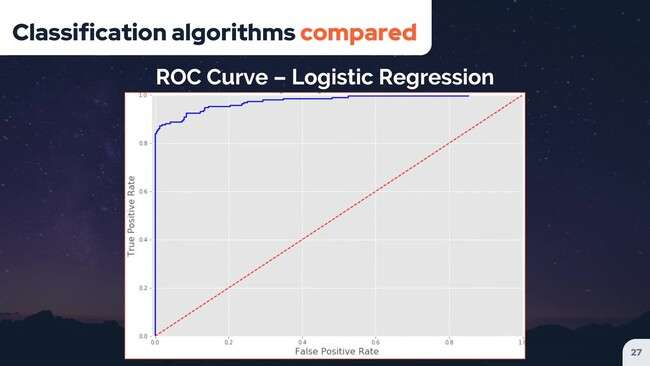 Classification algorithms compared
ROC Curve – Logistic Regression
1.0
0.8
0.6
0.4
0.2
0.0
True Positive Rate
0.0 0.2 0.4 0.6 0.8 1.
False Positive Rate
27